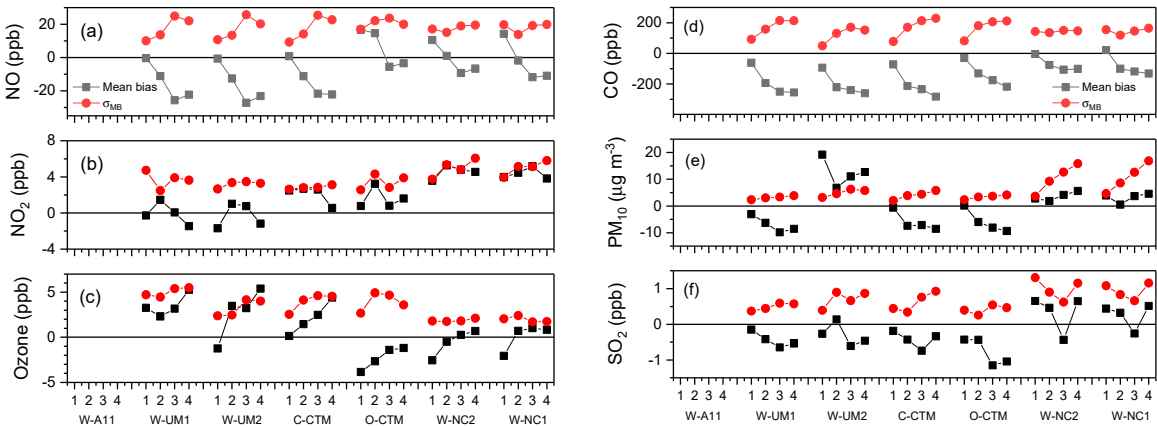 (a)
NO (ppb)
20
0
-20
Mean bias
σMB
(b)
NO2 (ppb)
8
4
0
-4
(c)
Ozone (ppb)
5
0
-5
1 2 3 4 1 2 3 4 1 2 3 4 1 2 3 4 1 2 3 4 1 2 3 4 1 2 3 4
W-A11 W-UM1 W-UM2 C-CTM O-CTM W-NC2 W-NC1
(d)
CO (ppb)
200
0
-200
Mean bias
σMB
(e)
PM10 (µg m-3)
20
10
0
-10
(f)
SO2 (ppb)
1
0
-1
1 2 3 4 1 2 3 4 1 2 3 4 1 2 3 4 1 2 3 4 1 2 3 4 1 2 3 4
W-A11 W-UM1 W-UM2 C-CTM O-CTM W-NC2 W-NC1